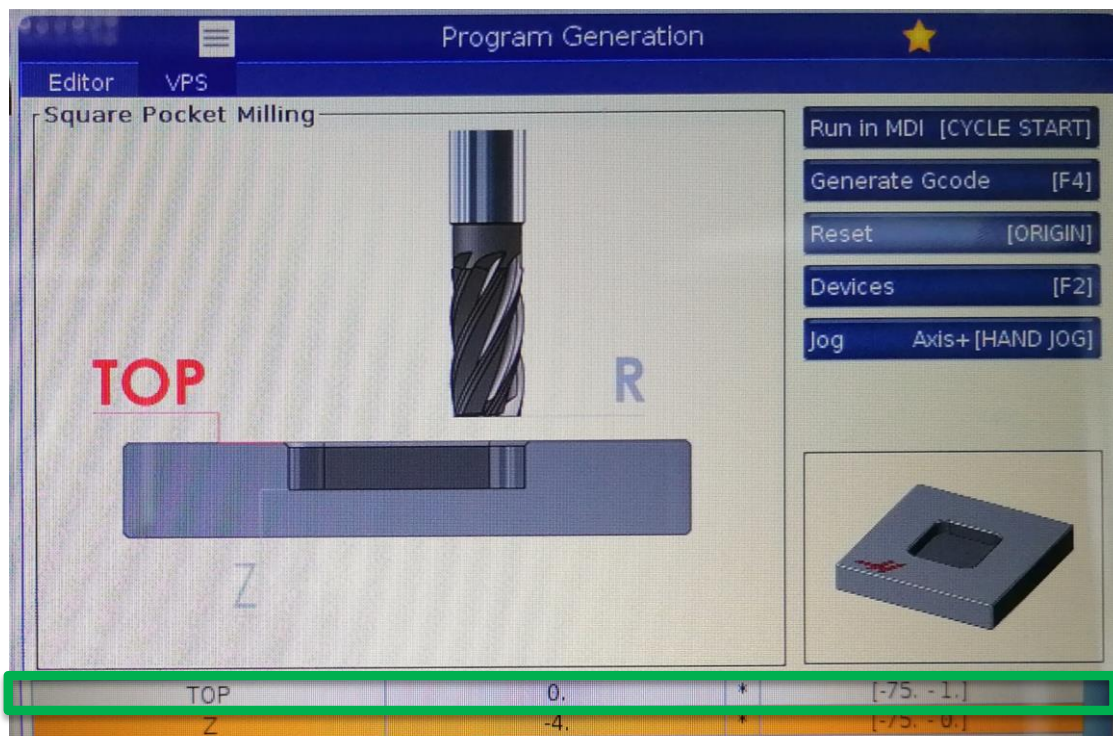 Program Generation
Editor VPS
Square Pocket Milling
Run in MDI [CYCLE START]
Generate Gcode [F4]
Reset [ORIGIN]
Devices [F2]
Jog Axis+[HAND JOG]
TOP R
Z
TOP 0. * [-75. - 1.]
Z -4. * [-75. - 0.]